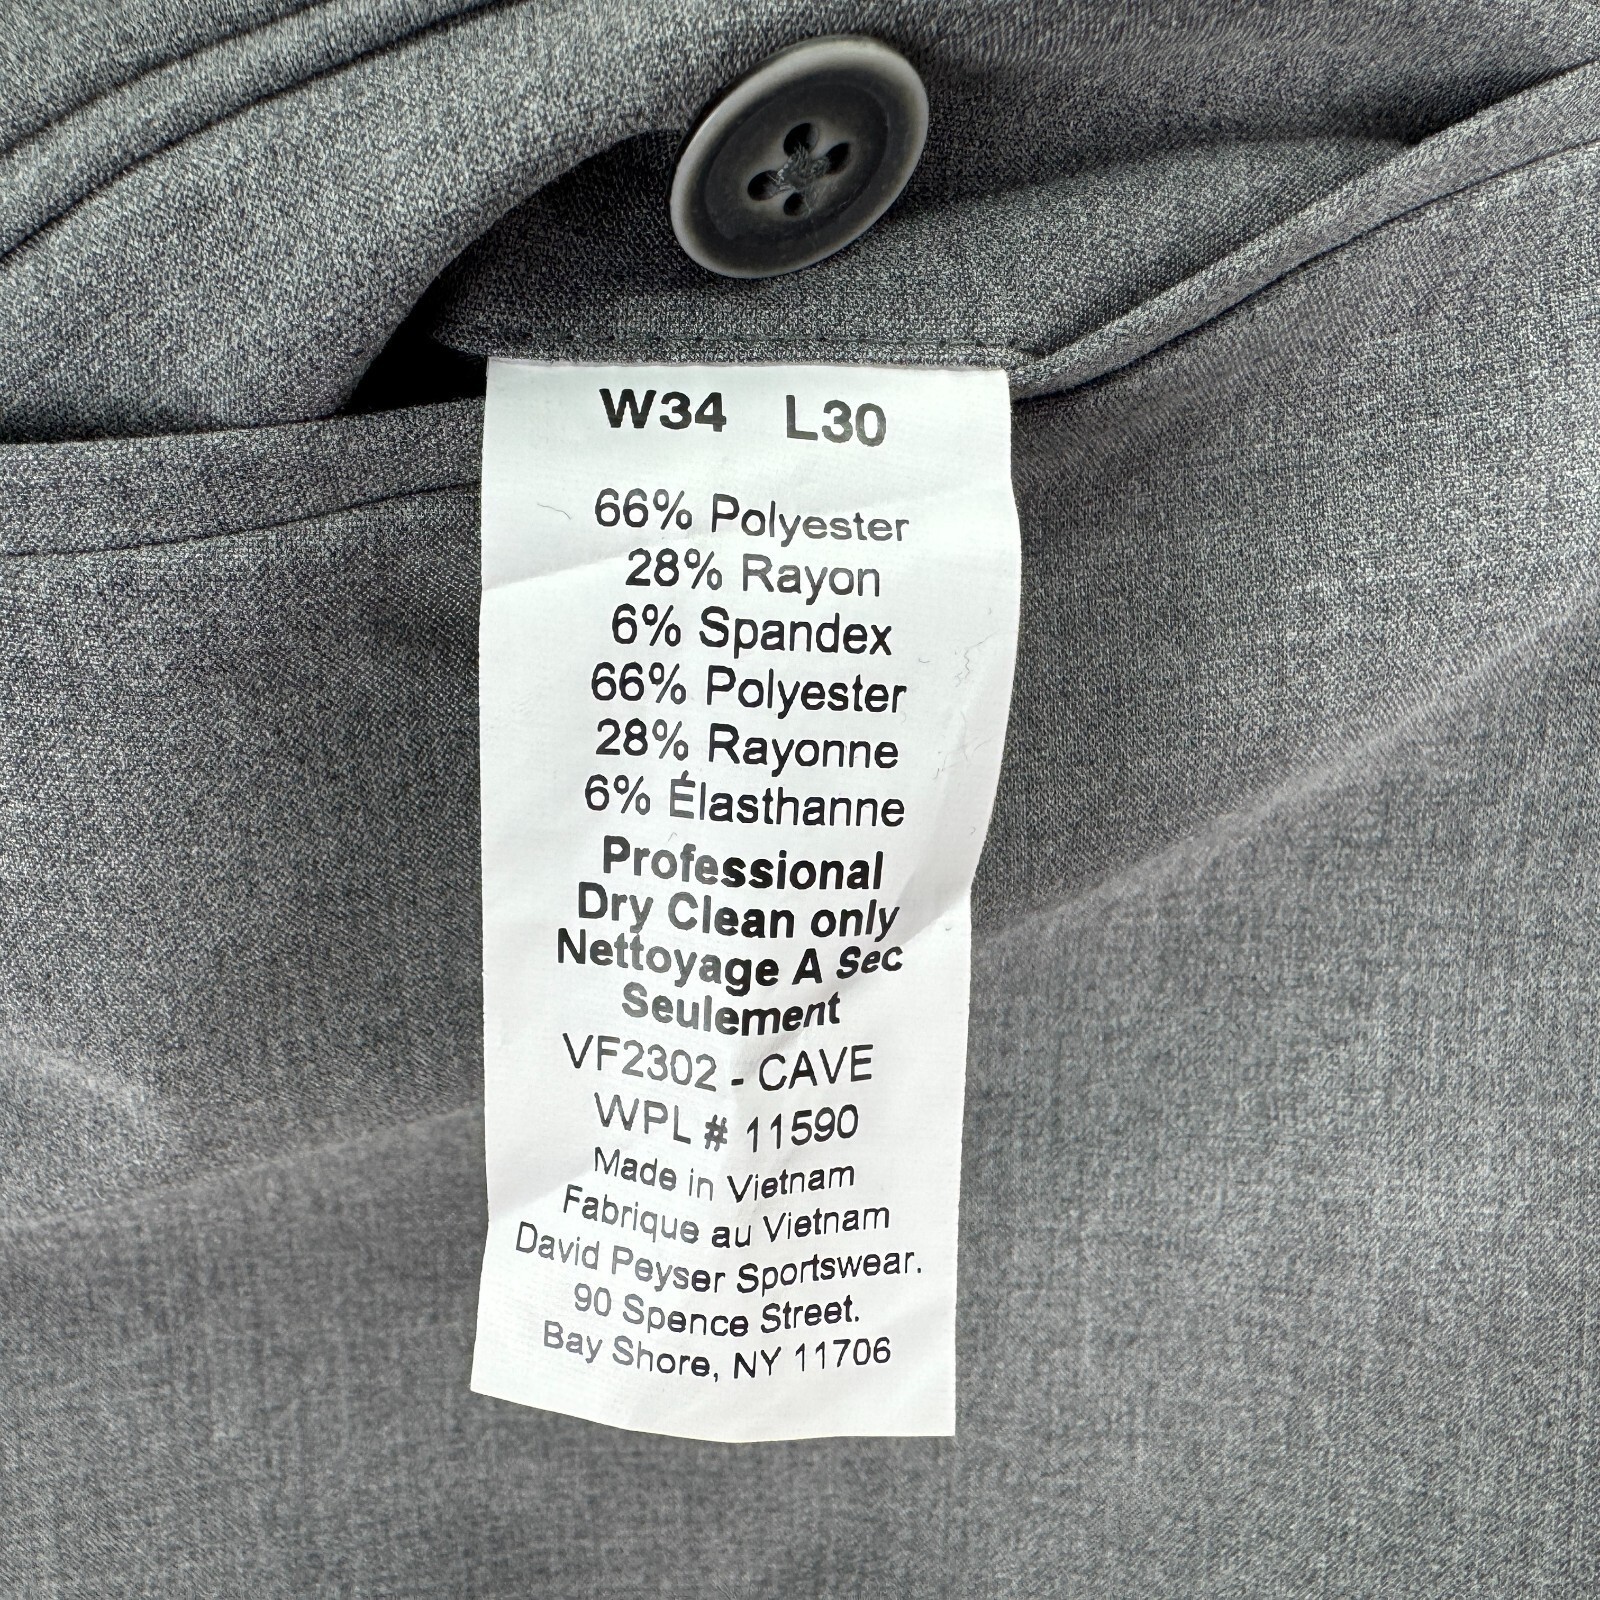 W34 L30
66% Polyester
28% Rayon
6% Spandex
66% Polyester
28% Rayonne
6% Élasthanne
Professional
Dry Clean only
Nettoyage A Sec
Seulement
VF2302 - CAVE
WPL # 11590
Made in Vietnam
Fabrique au Vietnam
David Peyser Sportswear.
90 Spence Street.
Bay Shore, NY 11706